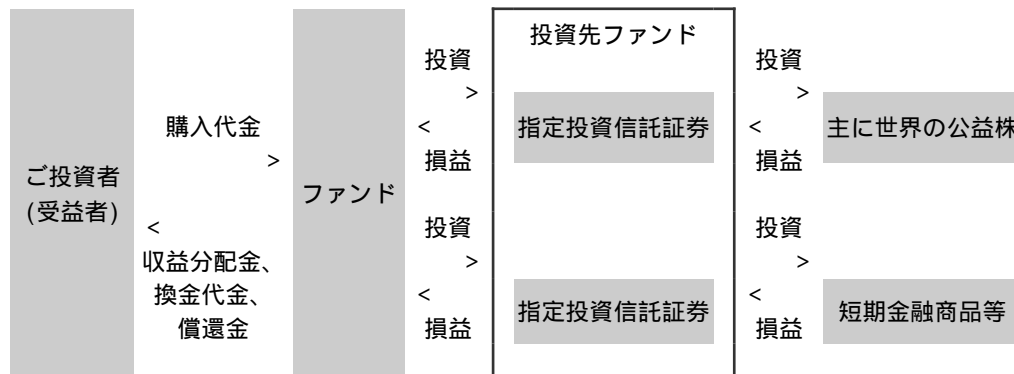 ご投資者
(受益者)
購入代金
>
<
収益分配金、
換金代金、
償還金
ファンド
投資
>
<
損益
投資
>
<
損益
投資先ファンド
指定投資信託証券
指定投資信託証券
投資
>
<
損益
投資
>
<
損益
主に世界の公益株
短期金融商品等